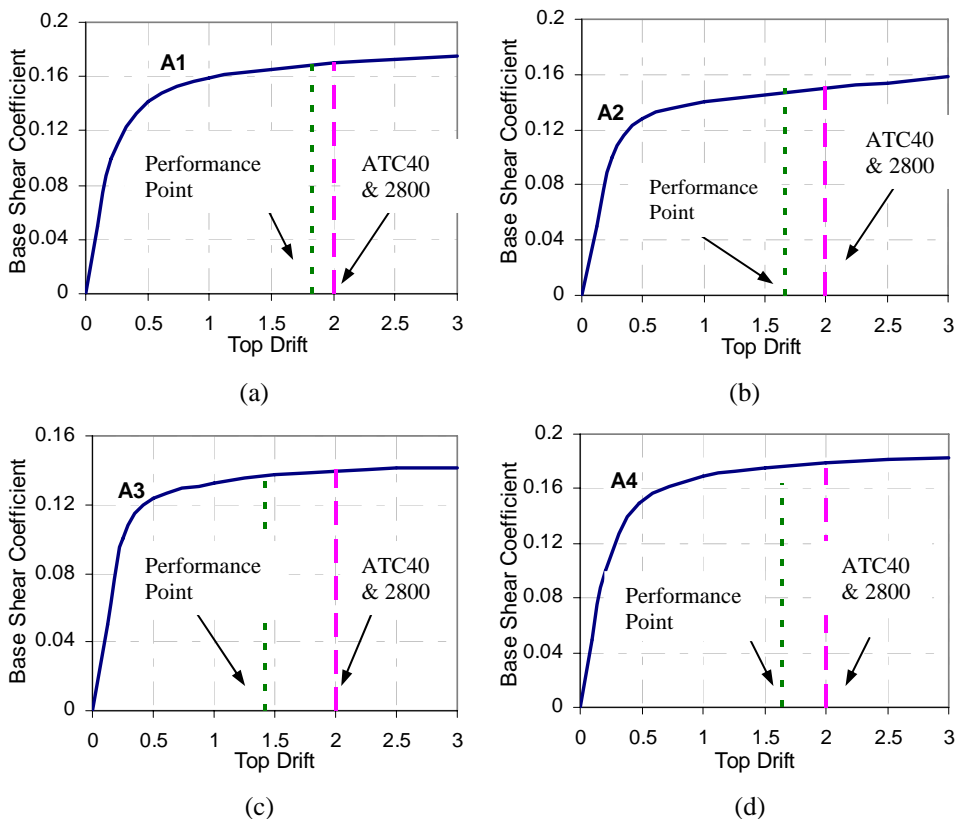 0.2
0.16
0.12
0.08
0.04
0
Base Shear Coefficient
A1
Performance
Point
ATC40
& 2800
0 0.5 1 1.5 2 2.5 3
Top Drift
(a)
0.2
0.16
0.12
0.08
0.04
0
Base Shear Coefficient
A2
Performance
Point
ATC40
& 2800
0 0.5 1 1.5 2 2.5 3
Top Drift
(b)
0.16
0.12
0.08
0.04
0
Base Shear Coefficient
A3
Performance
Point
ATC40
& 2800
0 0.5 1 1.5 2 2.5 3
Top Drift
(c)
0.2
0.16
0.12
0.08
0.04
0
Base Shear Coefficient
A4
Performance
Point
ATC40
& 2800
0 0.5 1 1.5 2 2.5 3
Top Drift
(d)